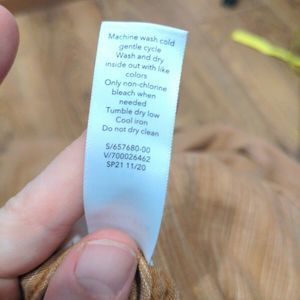 Machine wash cold
gentle cycle
Wash and dry
inside out with like
colors
Only non-chlorine
bleach when
needed
Tumble dry low
Cool iron
Do not dry clean
S/657680-00
V/700026462
SP21 11/20